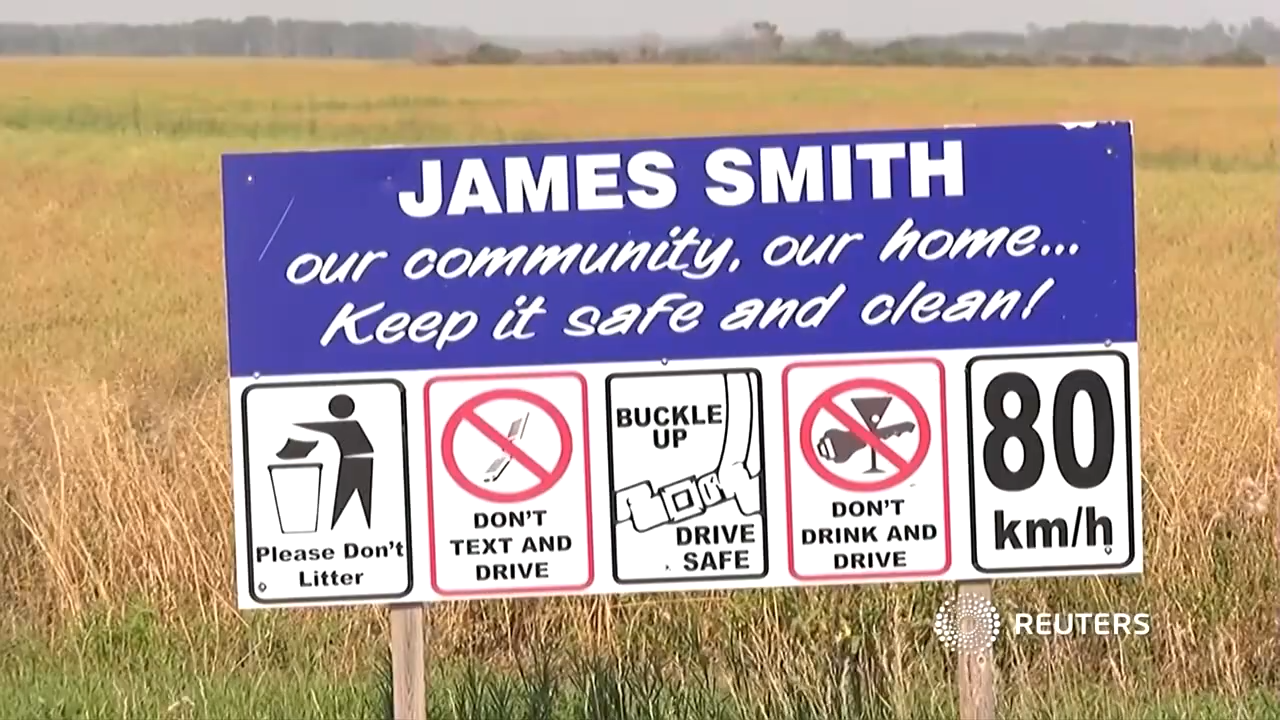 JAMES SMITH
our community, our home...
Keep it safe and clean!
Please Don't
Litter
DON'T
TEXT AND
DRIVE
BUCKLE
UP
DRIVE
SAFE
DON'T
DRINK AND
DRIVE
80
km/h
REUTERS